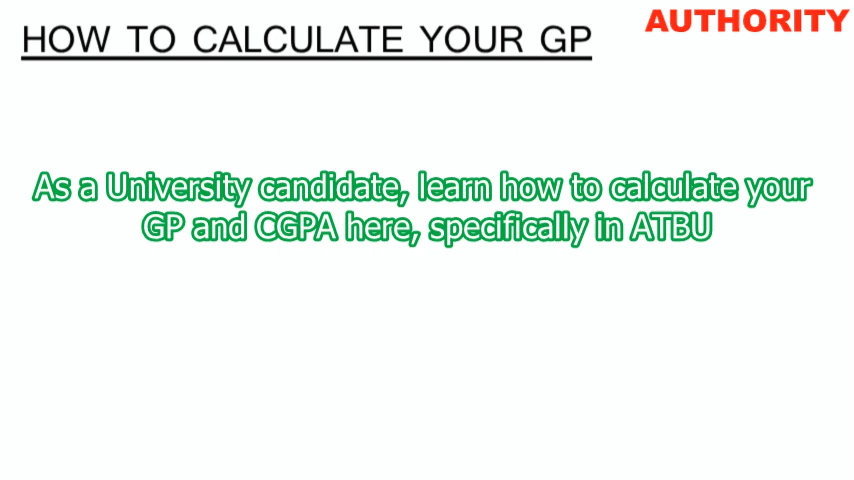 HOW TO CALCULATE YOUR GP
AUTHORITY
As a University candidate, learn how to calculate your
GP and CGPA here, specifically in ATBU